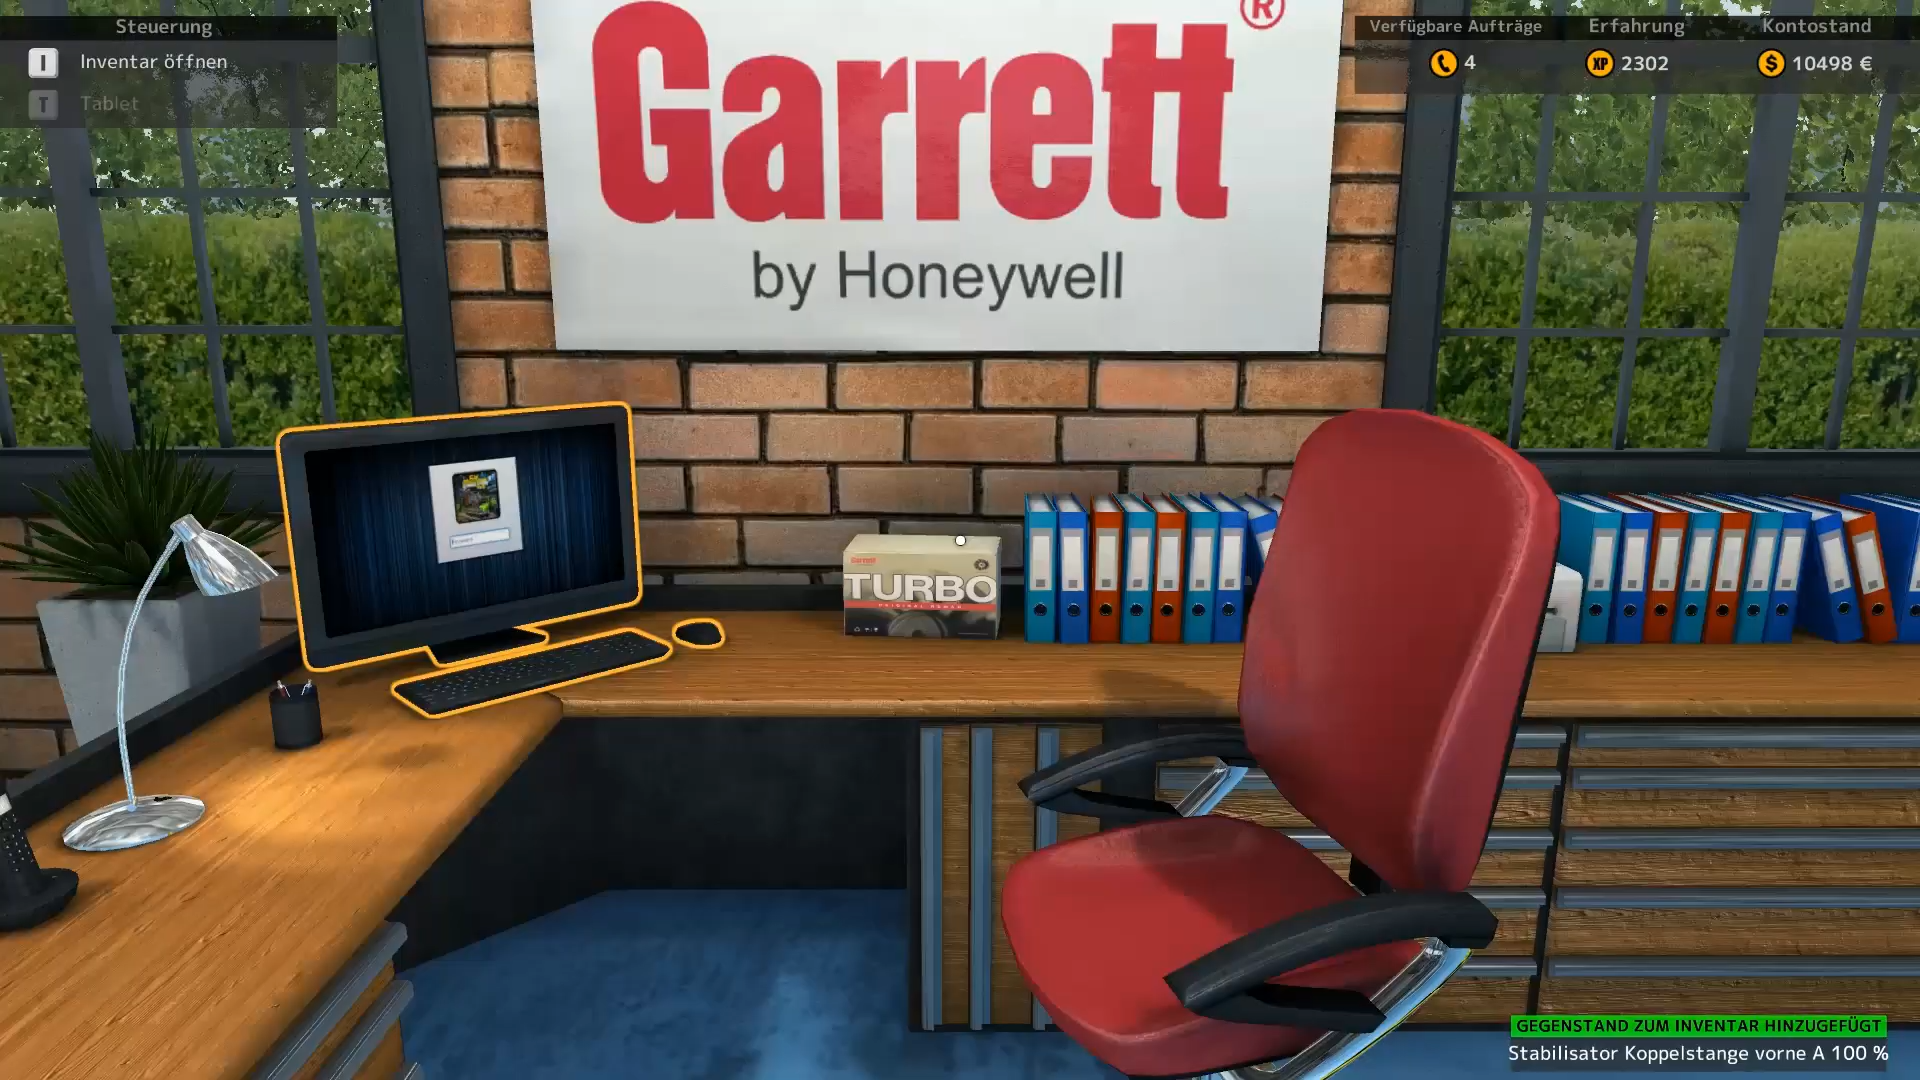 Steuerung
I Inventar öffnen
T Tablet
Verfügbare Aufträge
4
Erfahrung
XP 2302
Kontostand
$ 10498 €
Garrett®
by Honeywell
Garrett
TURBO
GEGENSTAND ZUM INVENTAR HINZUGEFÜGT
Stabilisator Koppelstange vorne A 100 %